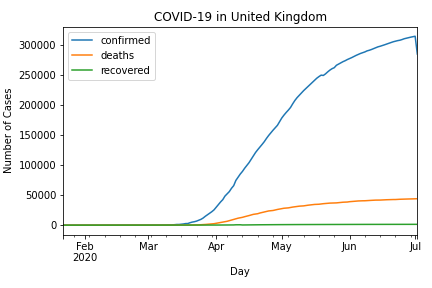 COVID-19 in United Kingdom
confirmed
deaths
recovered
300000
250000
200000
150000
100000
50000
0
Number of Cases
Feb Mar Apr May Jun Jul
2020
Day